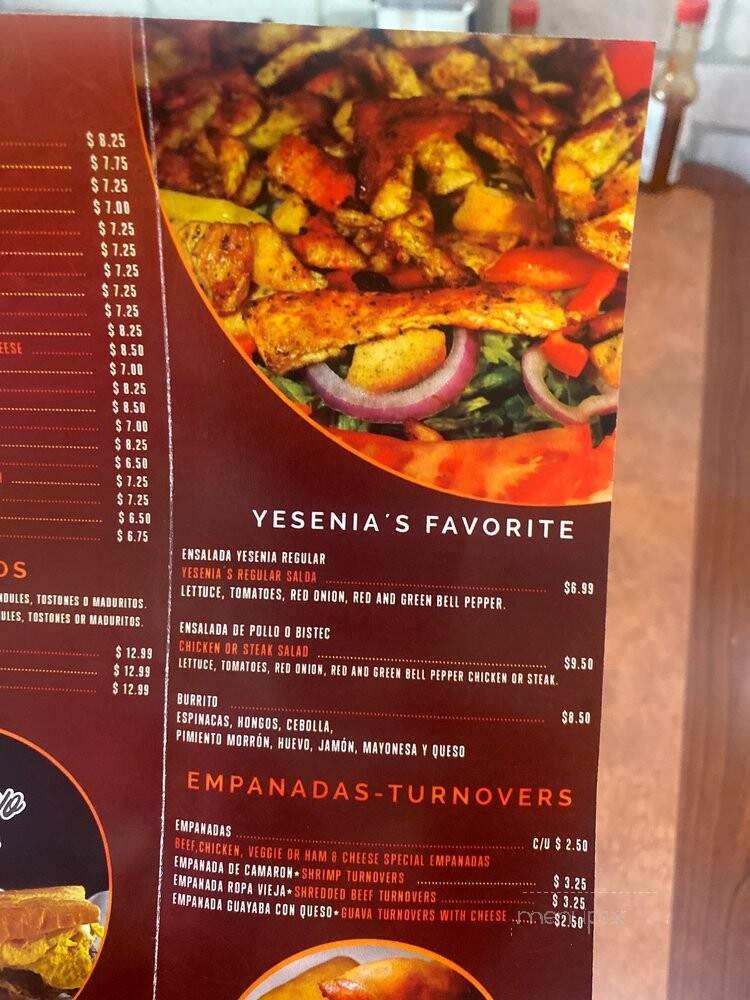 $ 8.25
$ 7.75
$ 7.25
$ 7.00
$ 7.25
$ 7.25
$ 7.25
$ 7.25
$ 7.25
$ 8.25
$ 8.50
$ 7.00
$ 8.25
$ 8.50
$ 7.00
$ 8.25
$ 6.50
$ 7.25
$ 7.25
$ 6.50
$ 6.75
TOSTONES O MADURITOS.
TOSTONES OR MADURITOS.
$ 12.99
$ 12.99
$ 12.99
YESENIA´S FAVORITE
ENSALADA YESENIA REGULAR
YESENIA´S REGULAR SALDA $6.99
LETTUCE, TOMATOES, RED ONION, RED AND GREEN BELL PEPPER.
ENSALADA DE POLLO O BISTEC
CHICKEN OR STEAK SALAD $9.50
LETTUCE, TOMATOES, RED ONION, RED AND GREEN BELL PEPPER CHICKEN OR STEAK.
BURRITO $8.50
ESPINACAS, HONGOS, CEBOLLA,
PIMIENTO MORRÓN, HUEVO, JAMÓN, MAYONESA Y QUESO
EMPANADAS-TURNOVERS
EMPANADAS C/U $ 2.50
BEEF,CHICKEN, VEGGIE OR HAM & CHEESE SPECIAL EMPANADAS
EMPANADA DE CAMARON★SHRIMP TURNOVERS $ 3.25
EMPANADA ROPA VIEJA★SHREDDED BEEF TURNOVERS $ 3.25
EMPANADA GUAYABA CON QUESO★GUAVA TURNOVERS WITH CHEESE $2.50
menupix